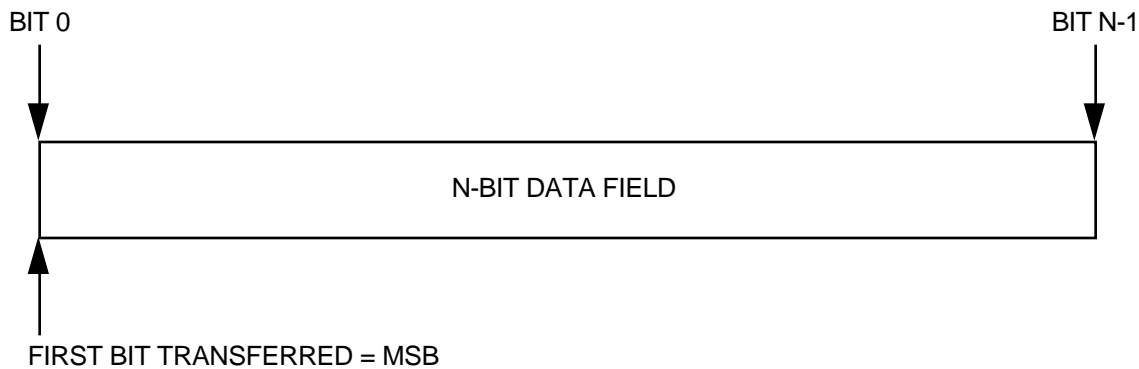 BIT 0
BIT N-1
N-BIT DATA FIELD
FIRST BIT TRANSFERRED = MSB